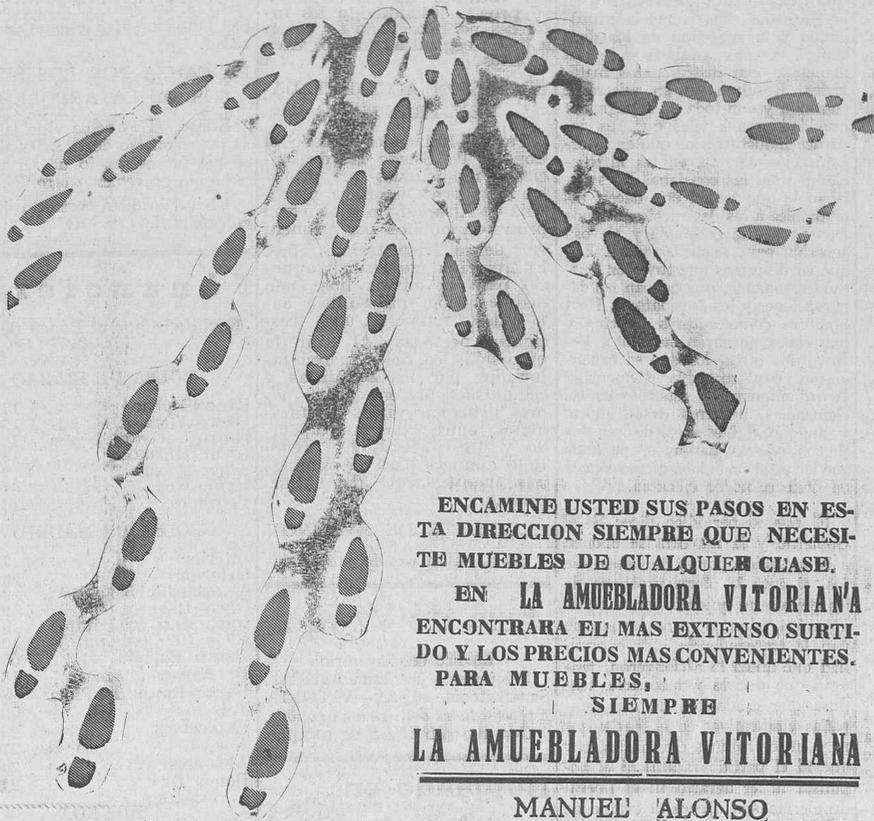 ENCAMINE USTED SUS PASOS EN ES-
TA DIRECCION SIEMPRE QUE NECESI-
TE MUEBLES DE CUALQUIER CLASE.
EN LA AMUEBLADORA VITORIANA
ENCONTRARA EL MAS EXTENSO SURTI-
DO Y LOS PRECIOS MAS CONVENIENTES.
PARA MUEBLES,
SIEMPRE
LA AMUEBLADORA VITORIANA
MANUEL ALONSO